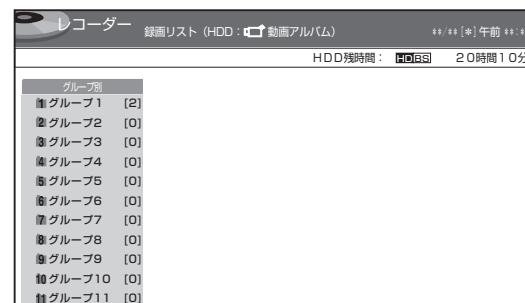 レコーダー 録画リスト（HDD：動画アルバム） **/** [*] 午前 **:*
HDD残時間： HD BS 20時間10分
グループ別
1 グループ1 [2]
2 グループ2 [0]
3 グループ3 [0]
4 グループ4 [0]
5 グループ5 [0]
6 グループ6 [0]
7 グループ7 [0]
8 グループ8 [0]
9 グループ9 [0]
10 グループ10 [0]
11 グループ11 [0]